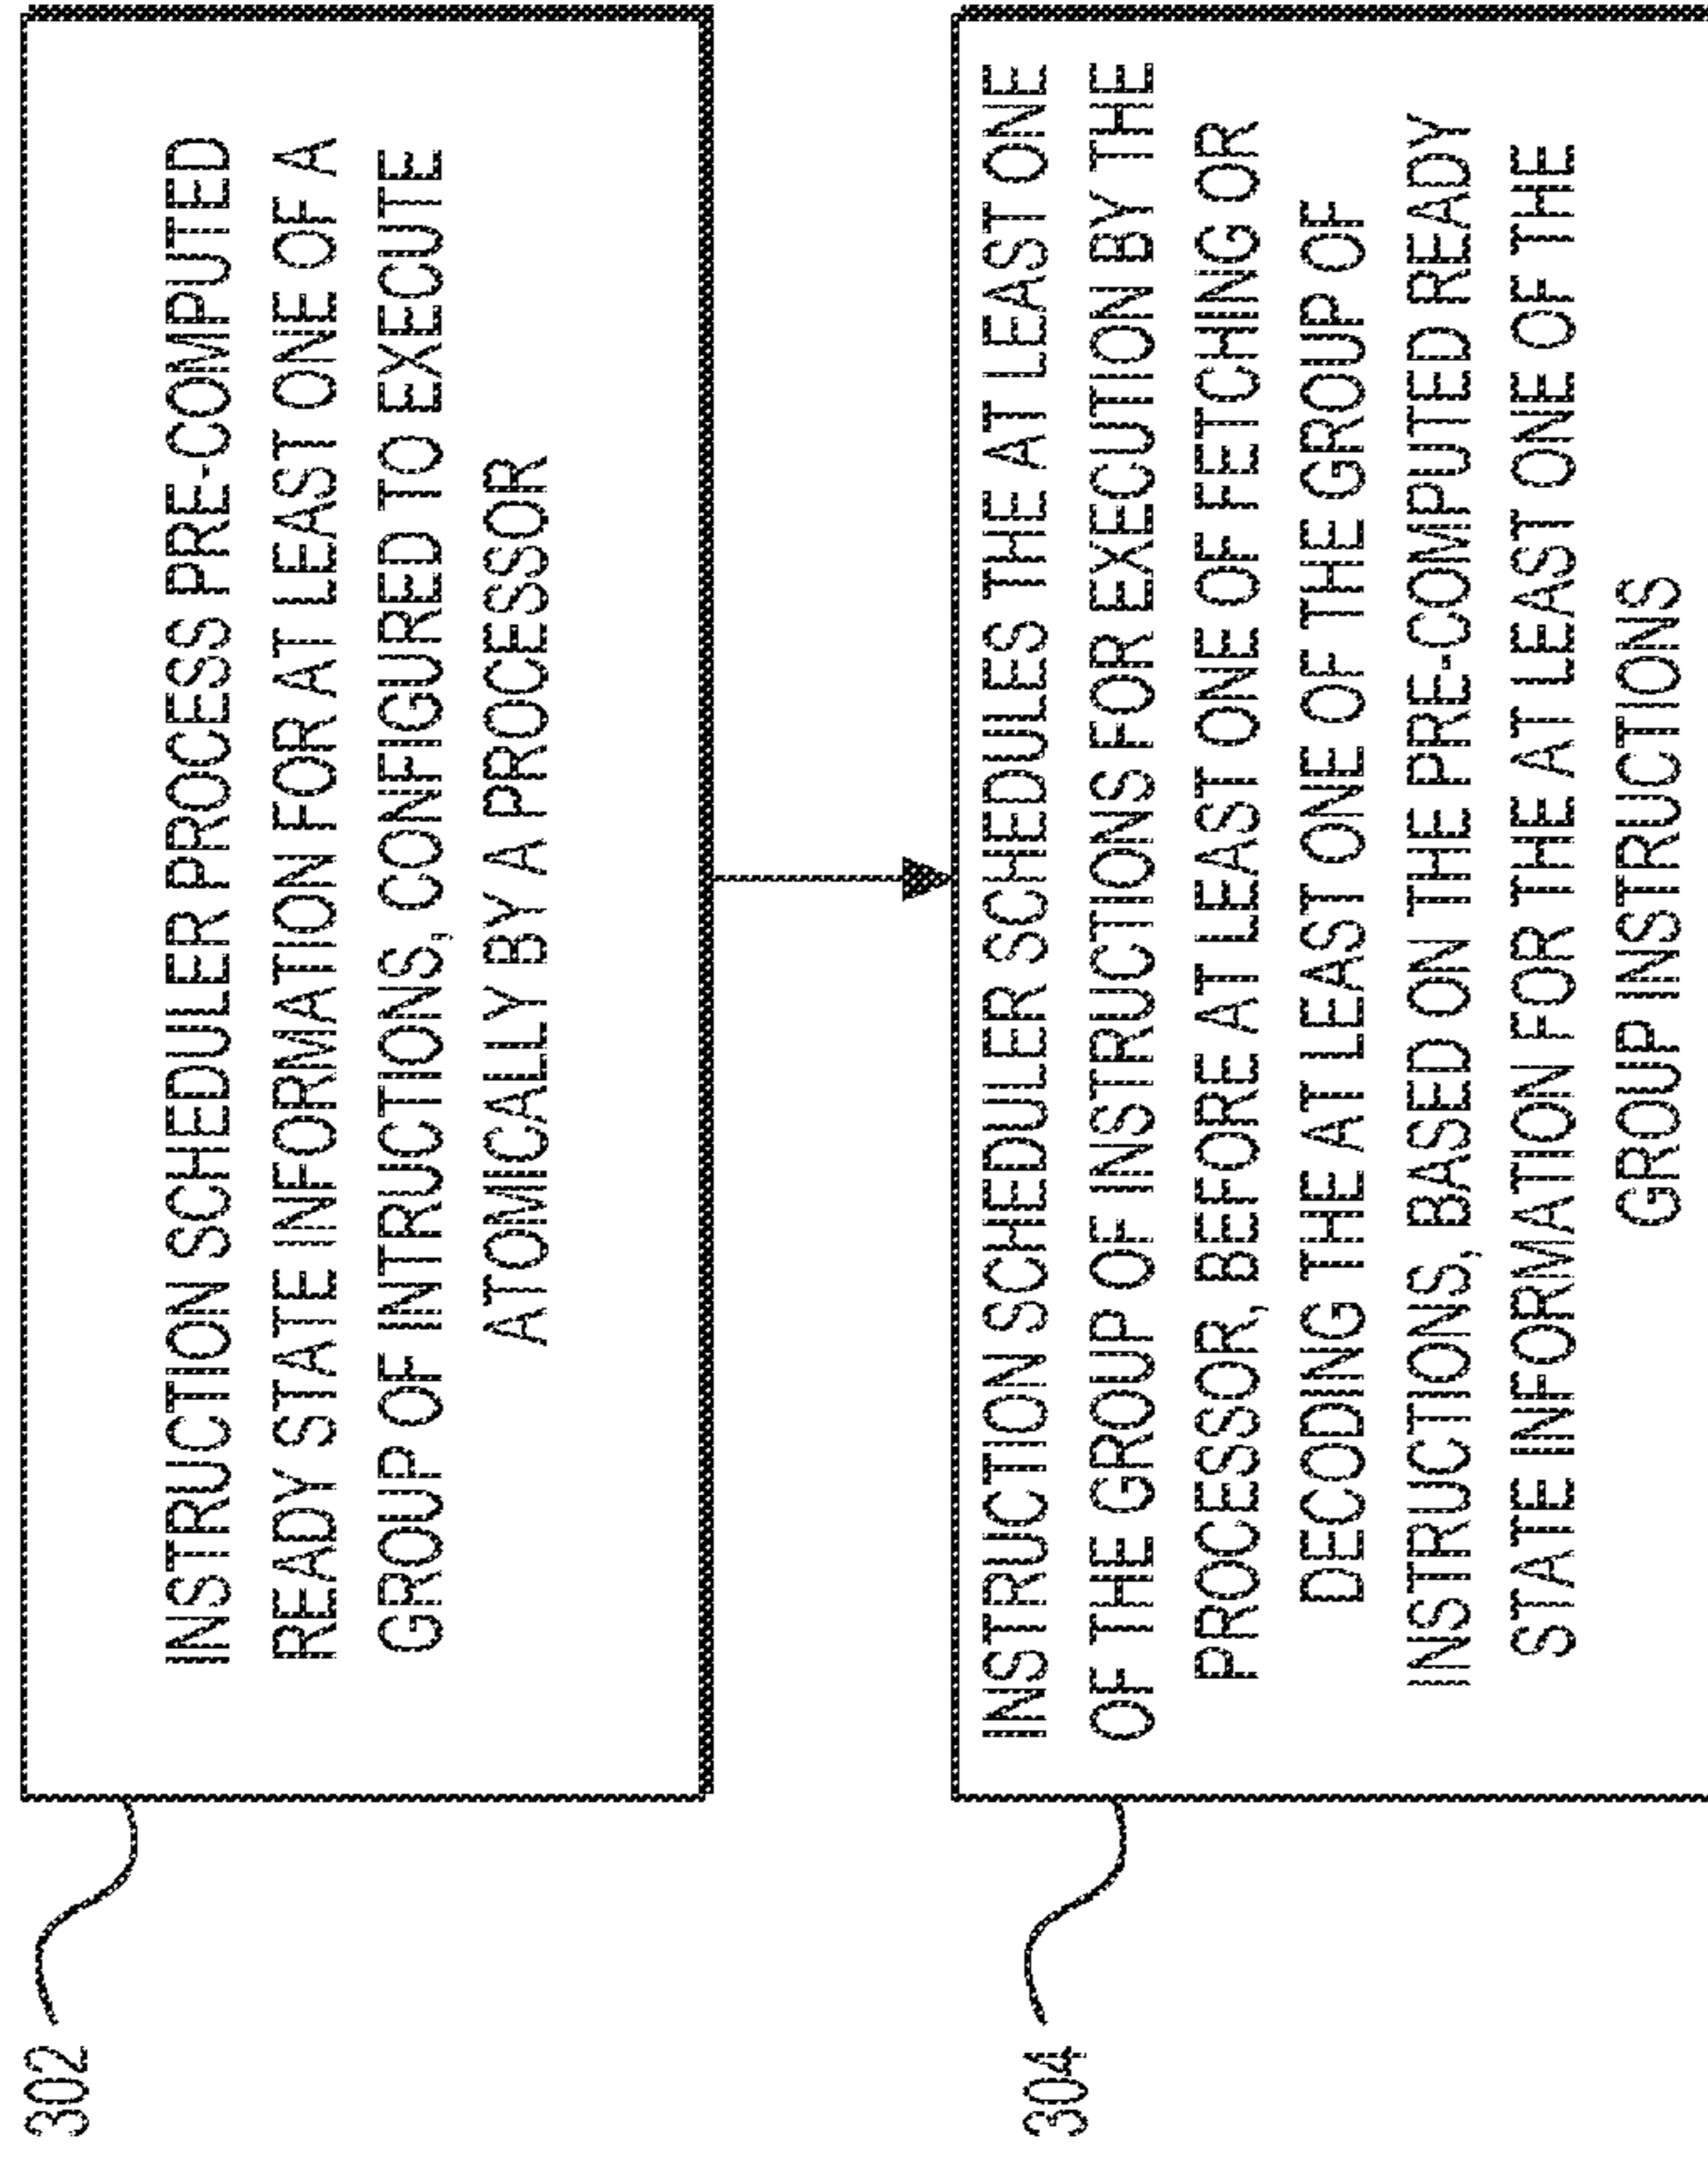 302
INSTRUCTION SCHEDULER PROCESS PRE-COMPUTED
READY STATE INFORMATION FOR AT LEAST ONE OF A
GROUP OF INTRUCTIONS, CONFIGURED TO EXECUTE
ATOMICALLY BY A PROCESSOR
304
INSTRUCTION SCHEDULER SCHEDULES THE AT LEAST ONE
OF THE GROUP OF INSTRUCTIONS FOR EXECUTION BY THE
PROCESSOR, BEFORE AT LEAST ONE OF FETCHING OR
DECODING THE AT LEAST ONE OF THE GROUP OF
INSTRUCTIONS, BASED ON THE PRE-COMPUTED READY
STATE INFORMATION FOR THE AT LEAST ONE OF THE
GROUP INSTRUCTIONS